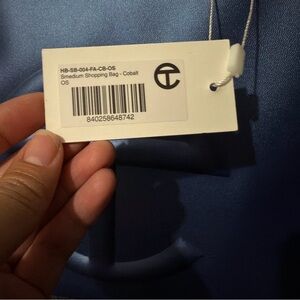 HB-SB-004-FA-CB-OS
Smedium Shopping Bag - Cobalt
OS
840258648742